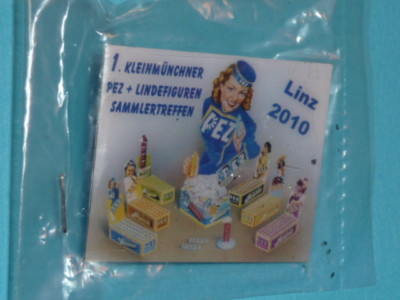 1. KLEINMÜNCHNER
PEZ + LINDEFIGUREN
SAMMLERTREFFEN
Linz
2010
PEZ